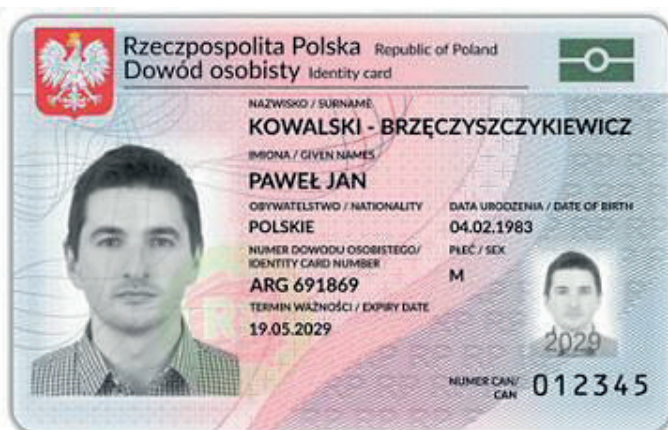 Rzeczpospolita Polska Republic of Poland
Dowód osobisty Identity card
NAZWISKO / SURNAME
KOWALSKI - BRZĘCZYSZCZYKIEWICZ
IMIONA / GIVEN NAMES
PAWEŁ JAN
OBYWATELSTWO / NATIONALITY DATA URODZENIA / DATE OF BIRTH
POLSKIE 04.02.1983
NUMER DOWODU OSOBISTEGO/ PŁEĆ / SEX
IDENTITY CARD NUMBER
ARG 691869 M
TERMIN WAŻNOŚCI / EXPIRY DATE
19.05.2029
2029
NUMER CAN/
CAN 012345